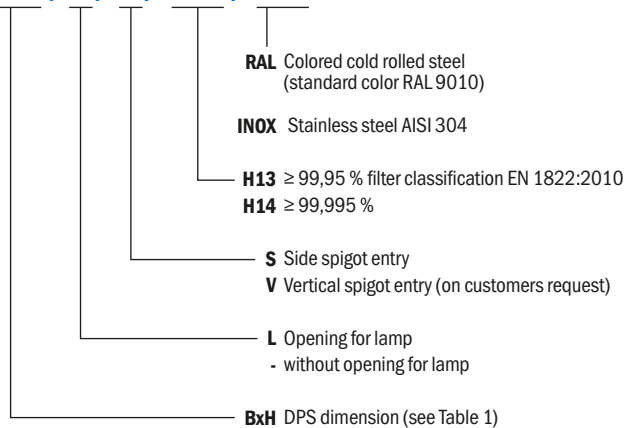 RAL Colored cold rolled steel
(standard color RAL 9010)
INOX Stainless steel AISI 304
H13 ≥ 99,95 % filter classification EN 1822:2010
H14 ≥ 99,995 %
S Side spigot entry
V Vertical spigot entry (on customers request)
L Opening for lamp
- without opening for lamp
BxH DPS dimension (see Table 1)